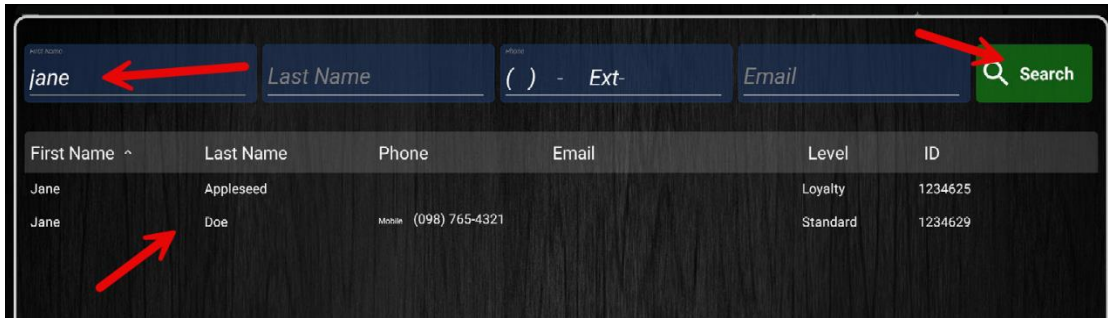 First Name
jane
Last Name
Phone
( ) - Ext-
Email
Search
First Name Last Name Phone Email Level ID
Jane Appleseed Loyalty 1234625
Jane Doe Mobile (098) 765-4321 Standard 1234629